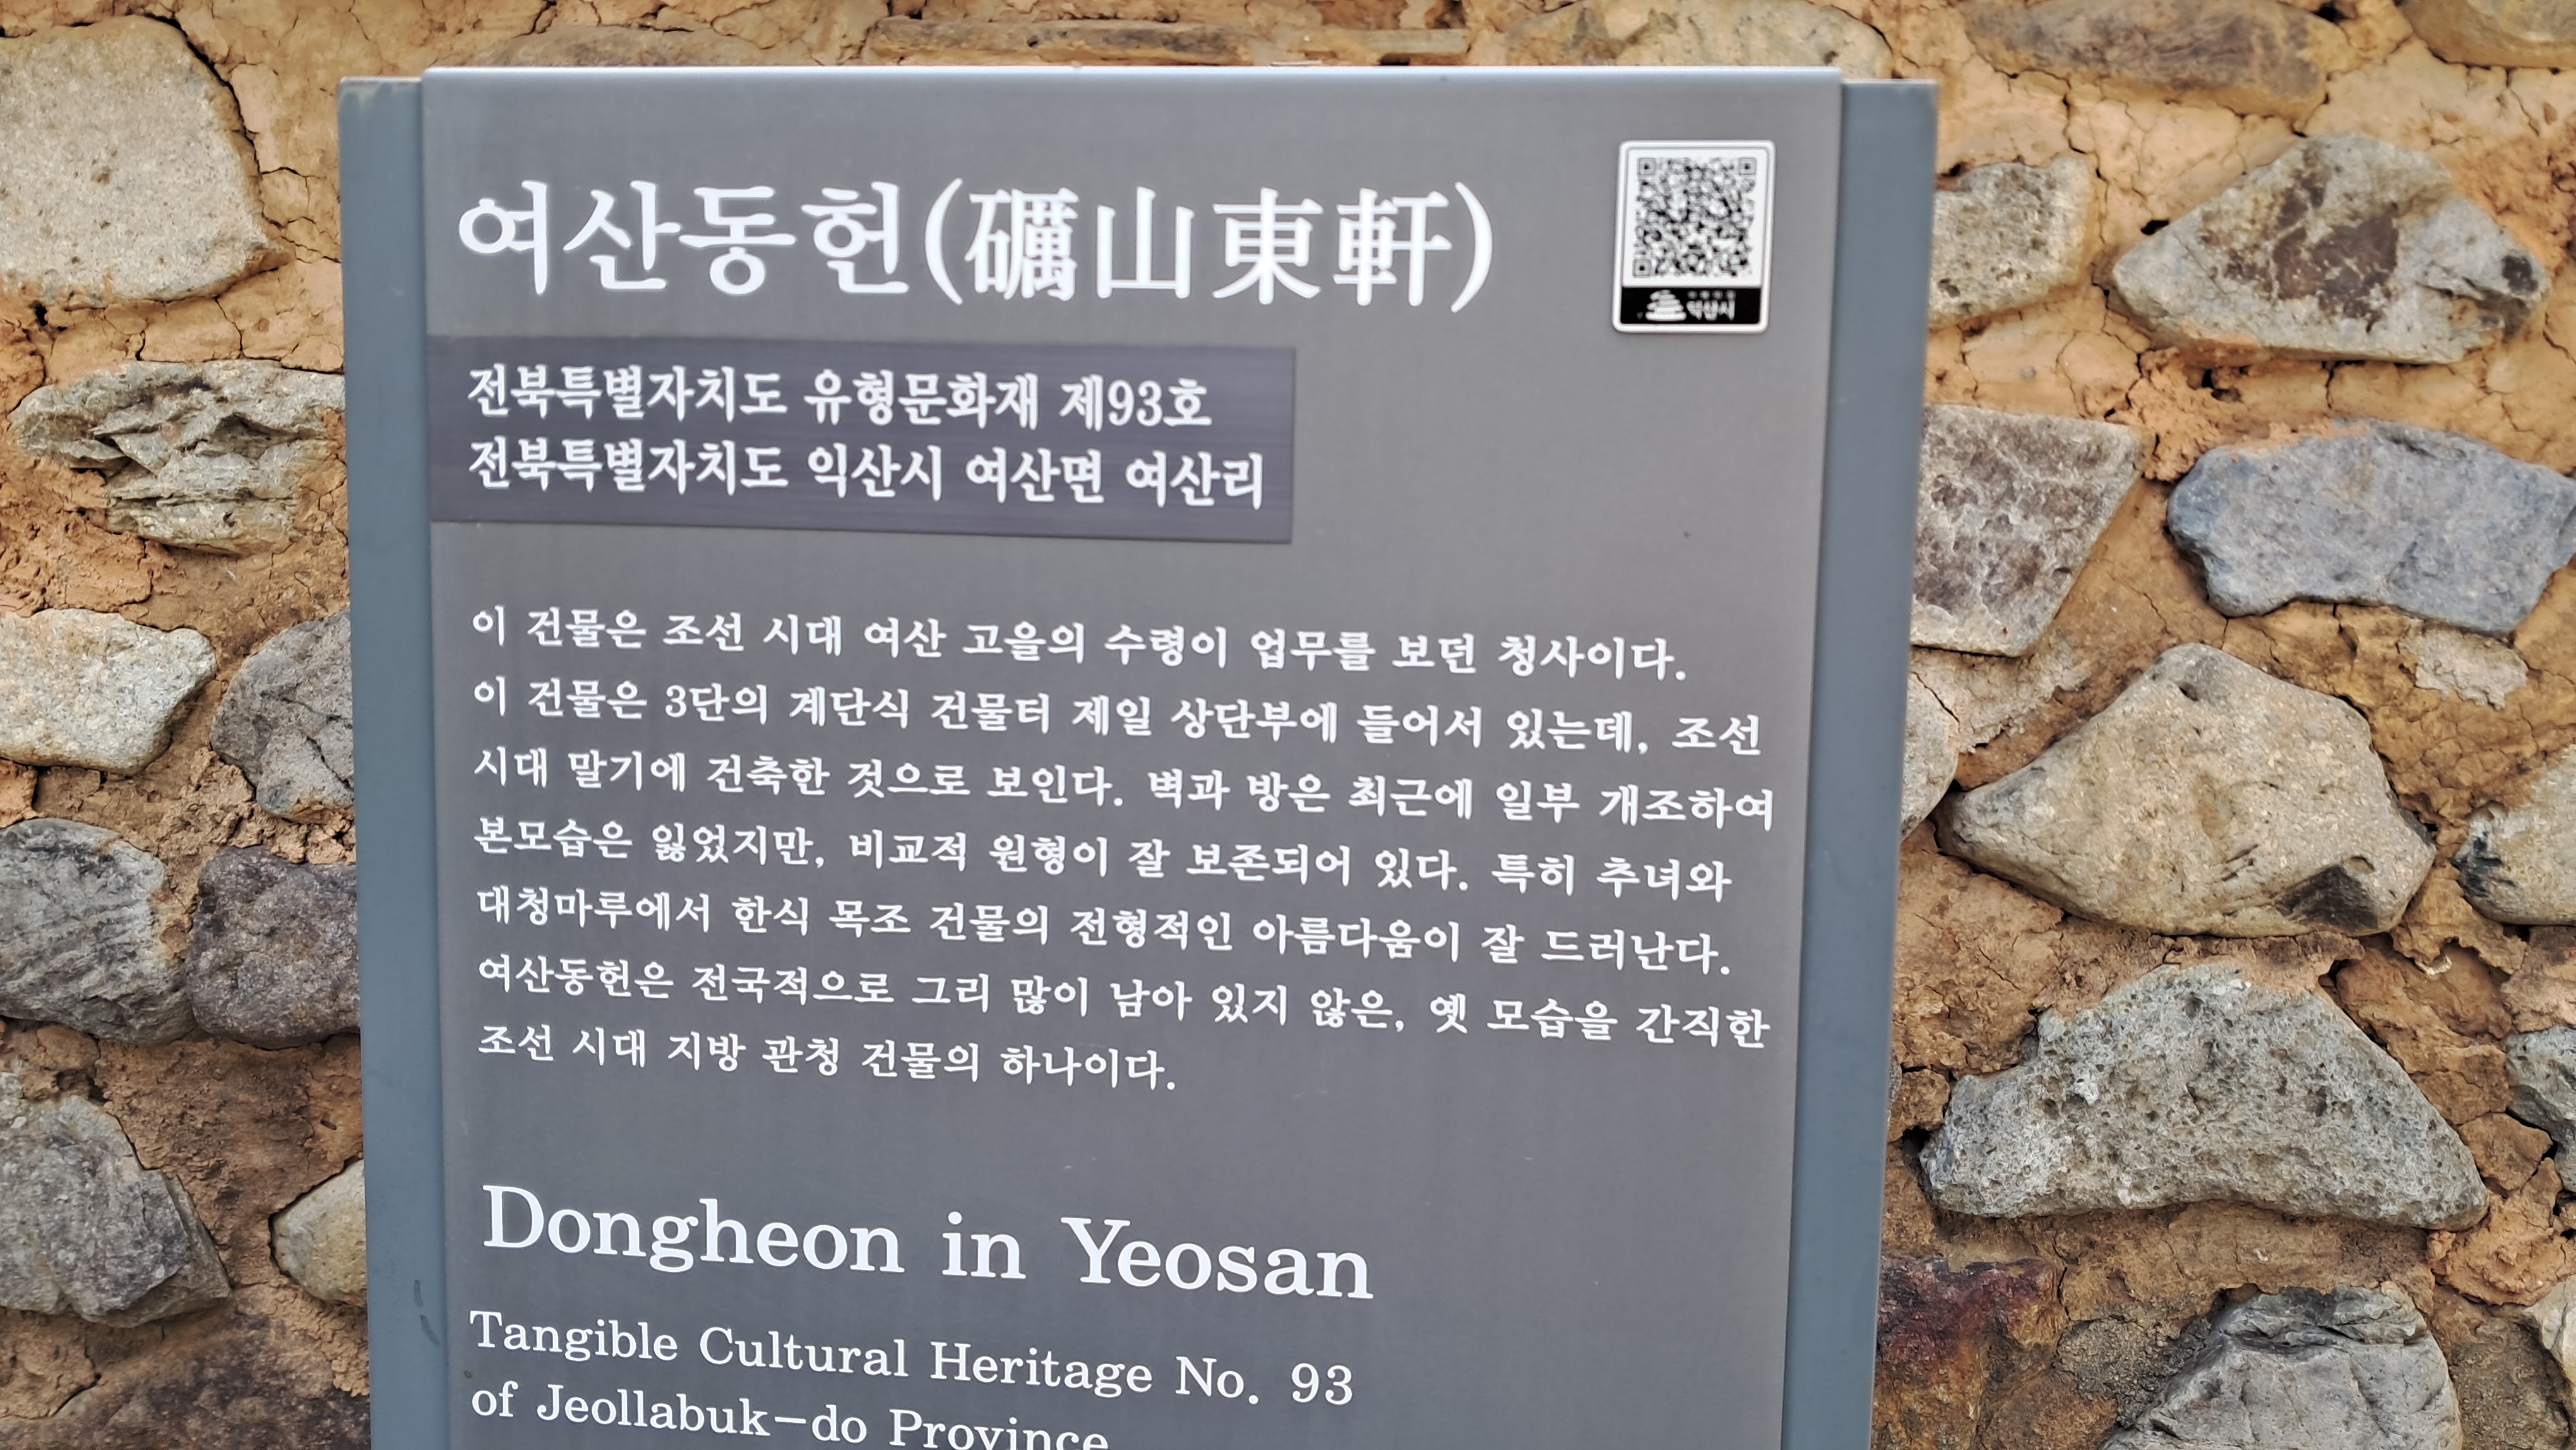 여산동헌(礪山東軒)
익산시
전북특별자치도 유형문화재 제93호
전북특별자치도 익산시 여산면 여산리
이 건물은 조선 시대 여산 고을의 수령이 업무를 보던 청사이다.
이 건물은 3단의 계단식 건물터 제일 상단부에 들어서 있는데, 조선
시대 말기에 건축한 것으로 보인다. 벽과 방은 최근에 일부 개조하여
본모습은 잃었지만, 비교적 원형이 잘 보존되어 있다. 특히 추녀와
대청마루에서 한식 목조 건물의 전형적인 아름다움이 잘 드러난다.
여산동헌은 전국적으로 그리 많이 남아 있지 않은, 옛 모습을 간직한
조선 시대 지방 관청 건물의 하나이다.
Dongheon in Yeosan
Tangible Cultural Heritage No. 93
of Jeollabuk-do Province